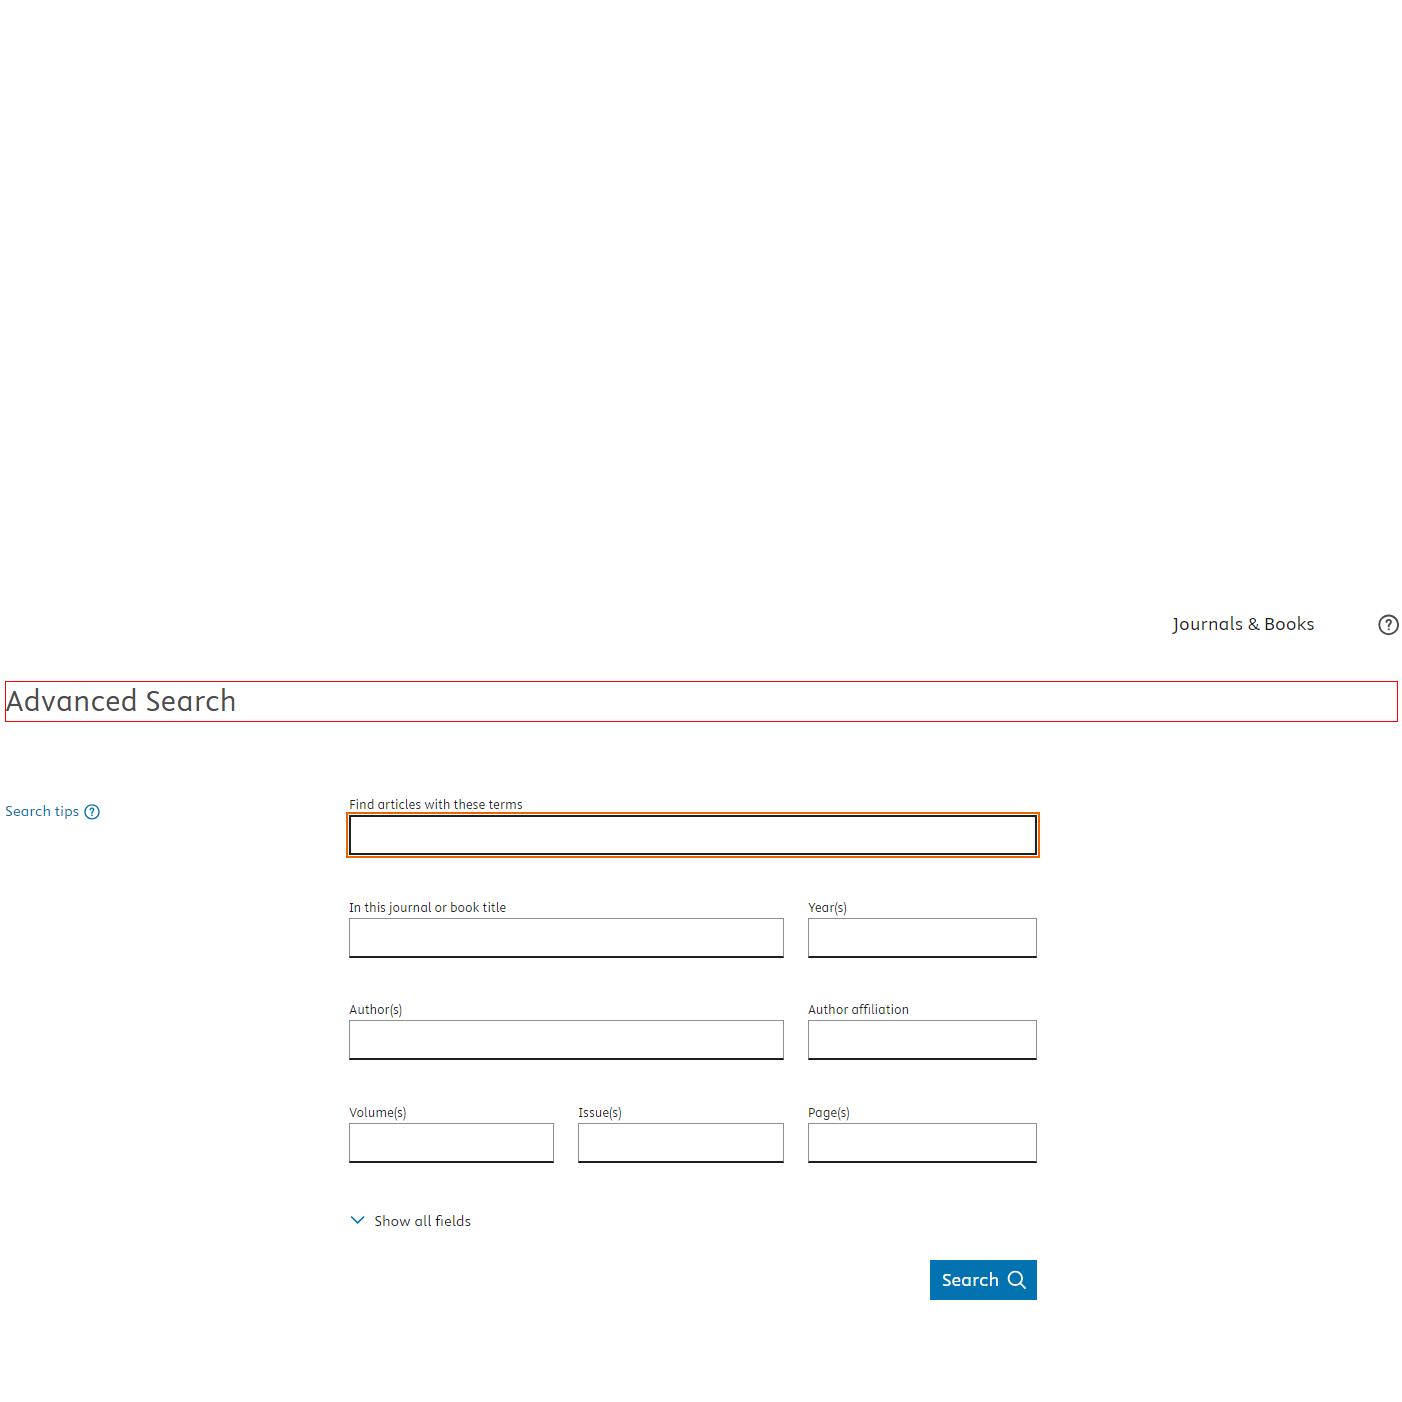 Journals & Books
Advanced Search
Search tips
Find articles with these terms
In this journal or book title
Year(s)
Author(s)
Author affiliation
Volume(s)
Issue(s)
Page(s)
Show all fields
Search